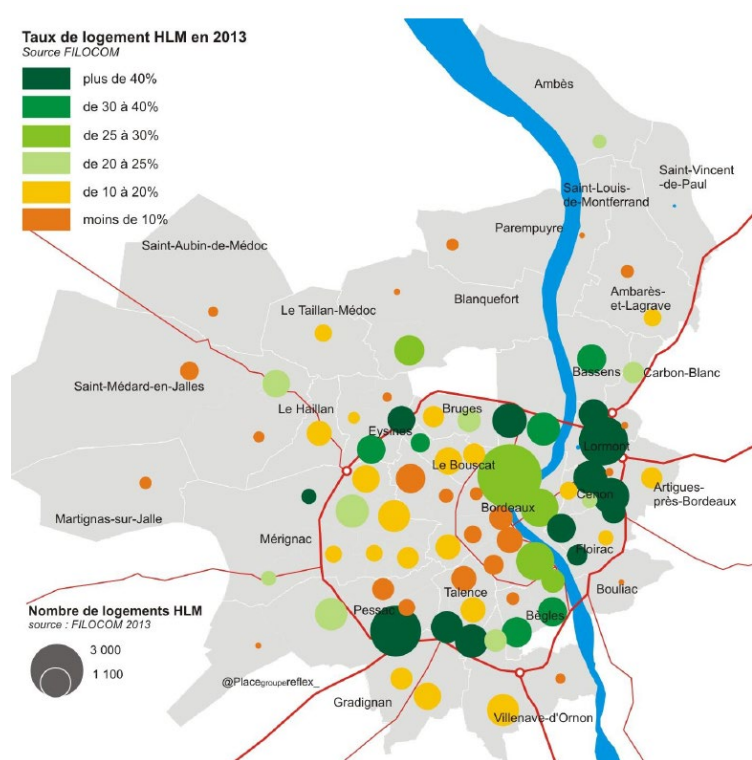 Taux de logement HLM en 2013
Source FILOCOM
plus de 40%
de 30 à 40%
de 25 à 30%
de 20 à 25%
de 10 à 20%
moins de 10%
Ambès
Saint-Vincent
-de-Paul
Saint-Louis
de-Montferrand
Parempuyre
Saint-Aubin-de-Médoc
Blanquefort
Ambarès-
et-Lagrave
Le Taillan-Médoc
Bassens
Carbon-Blanc
Saint-Médard-en-Jalles
Le Haillan
Bruges
Eysines
Lormont
Le Bouscat
Cenon
Artigues-
près-Bordeaux
Bordeaux
Martignas-sur-Jalle
Mérignac
Floirac
Bouliac
Talence
Pessac
Bègles
Nombre de logements HLM
source : FILOCOM 2013
3 000
1 100
@Placegroupereflex_
Gradignan
Villenave-d'Ornon